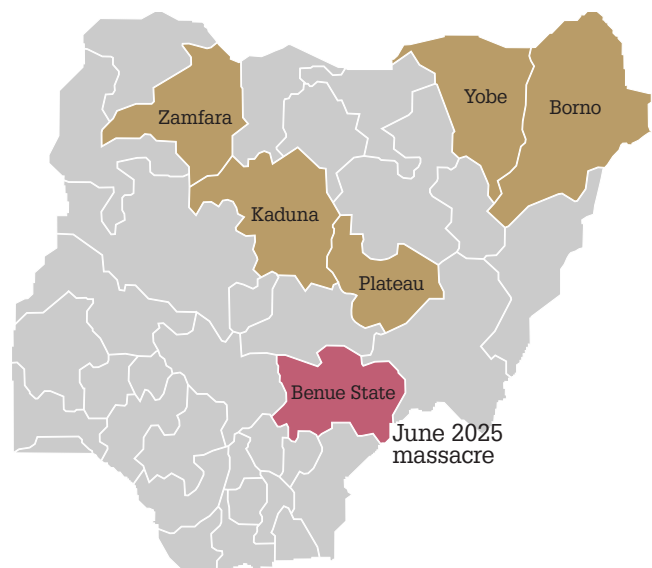 Yobe
Borno
Zamfara
Kaduna
Plateau
Benue State
June 2025
massacre